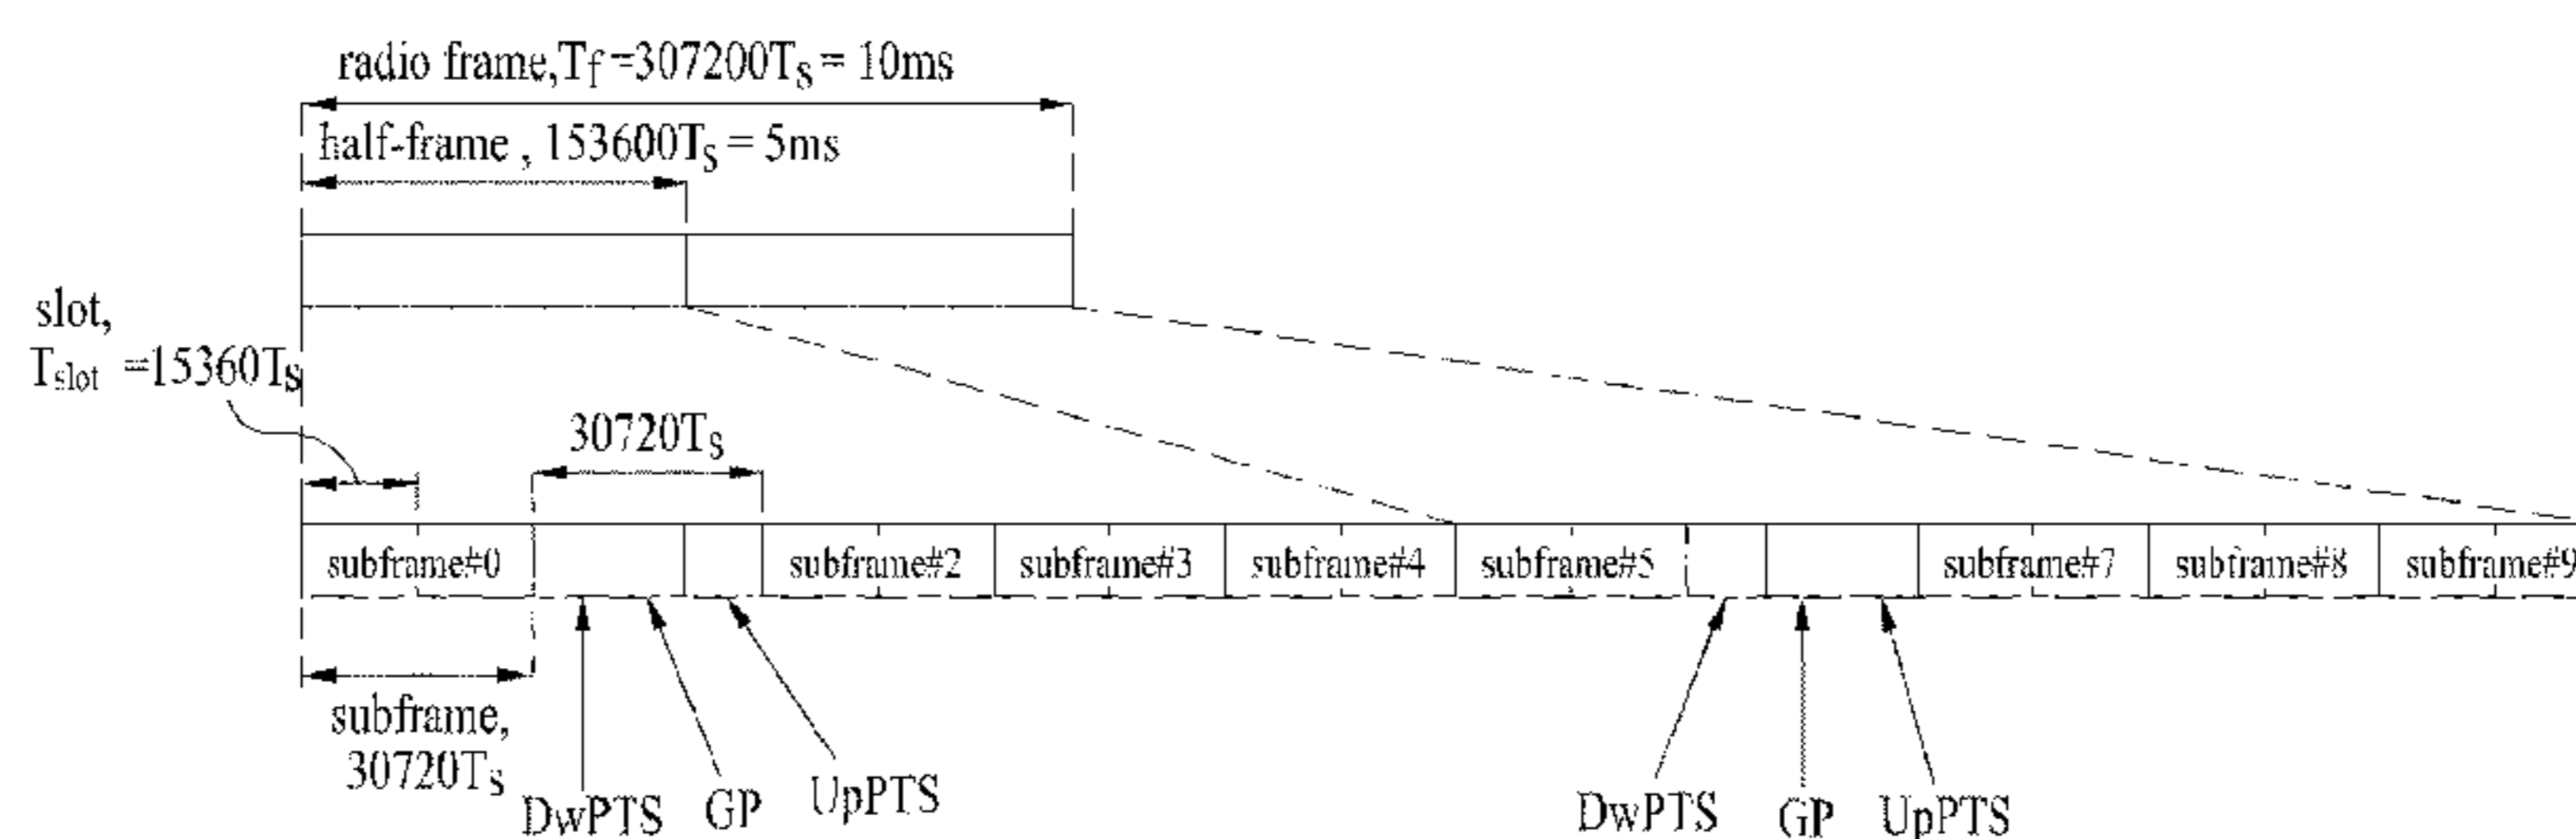 radio frame,Tf =307200Ts = 10ms
half-frame , 153600Ts = 5ms
slot,
Tslot =15360Ts
30720Ts
subframe#0 subframe#2 subframe#3 subframe#4 subframe#5 subframe#7 subframe#8 subframe#9
subframe,
30720Ts
DwPTS GP UpPTS DwPTS GP UpPTS